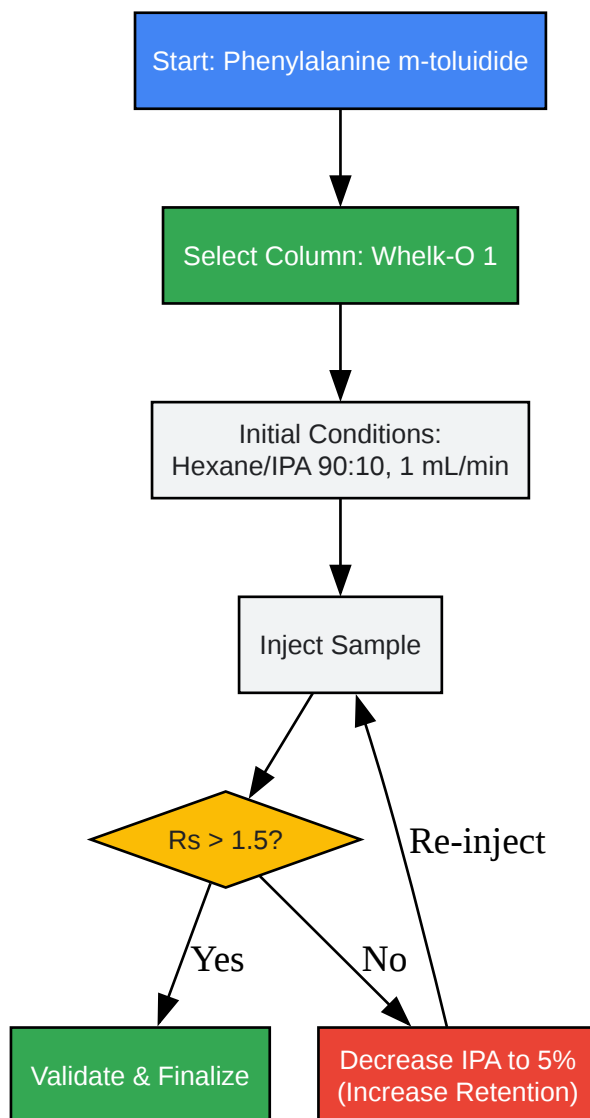 Start: Phenylalanine m-toluidide
Select Column: Whelk-O 1
Initial Conditions:
Hexane/IPA 90:10, 1 mL/min
Inject Sample
Rs > 1.5?
Re-inject
Yes
No
Validate & Finalize
Decrease IPA to 5%
(Increase Retention)